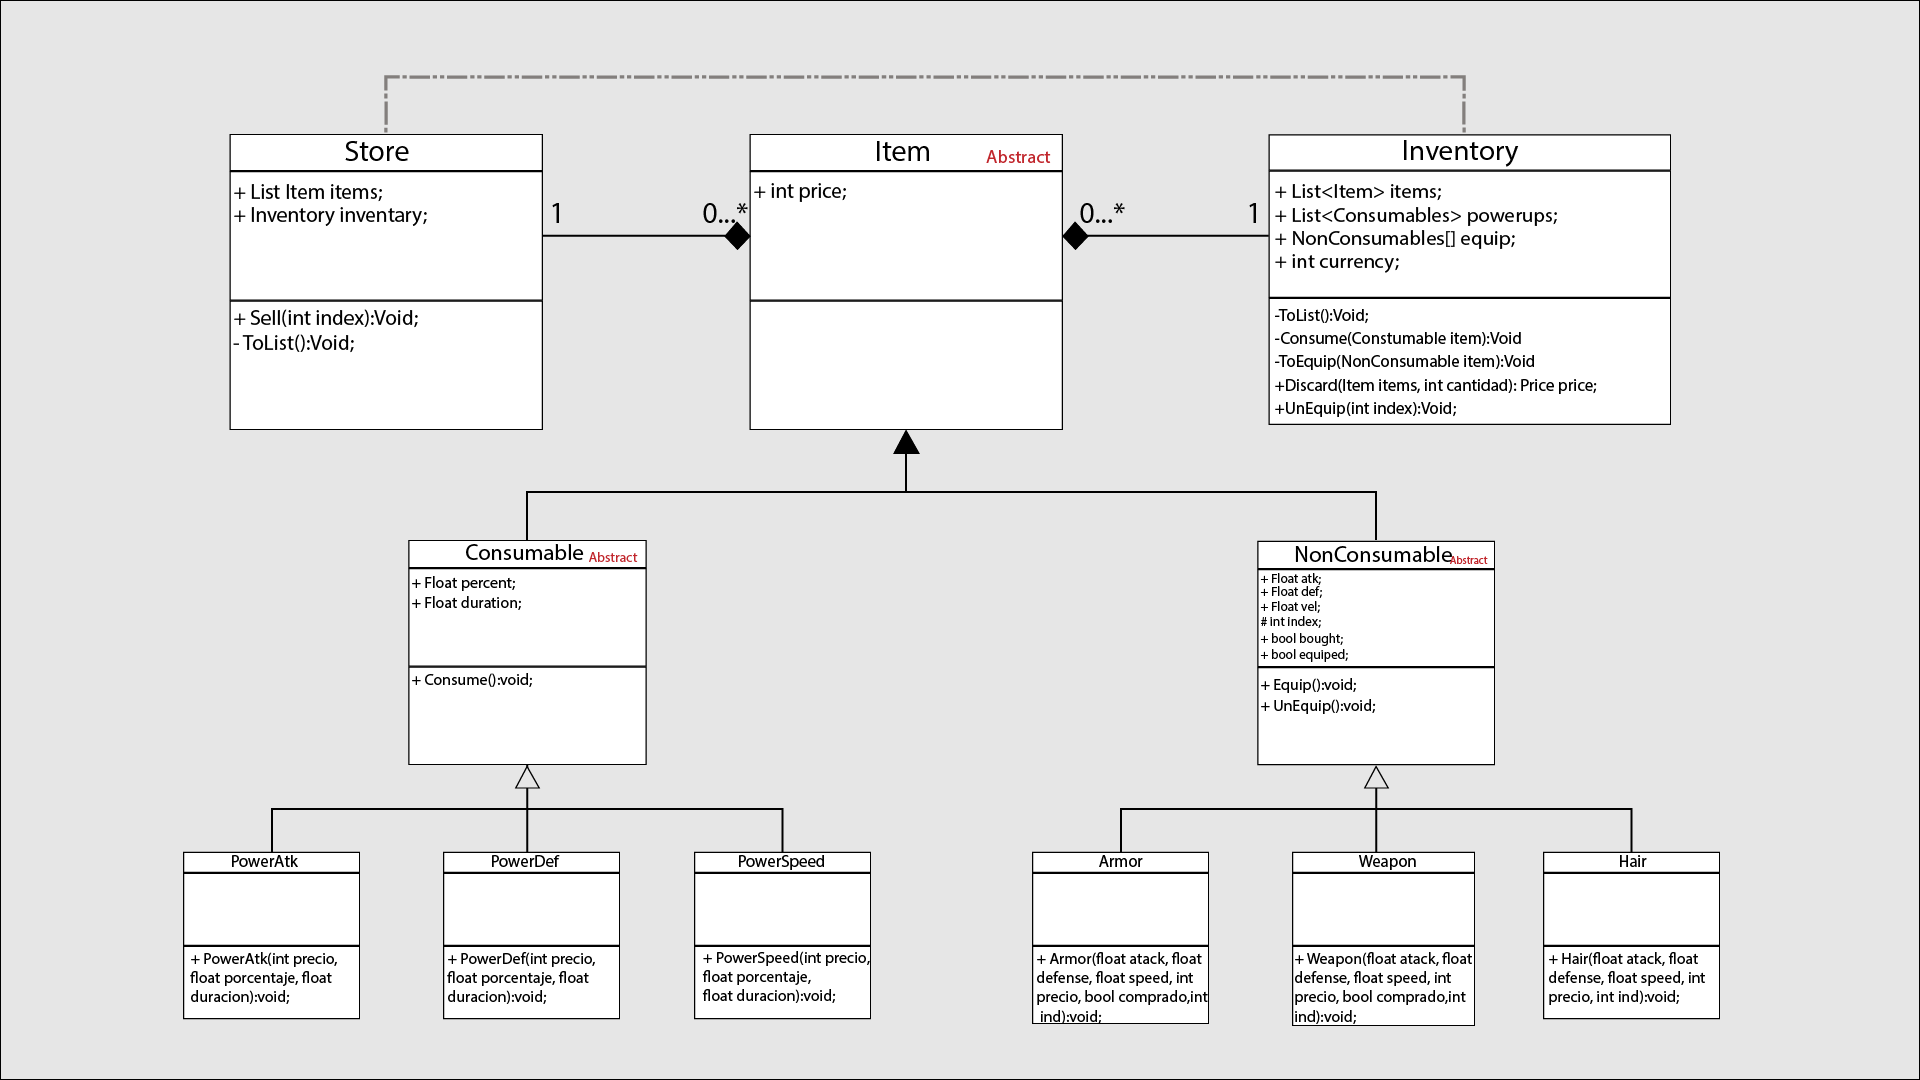 Store
+ List Item items;
+ Inventory inventary;
+ Sell(int index):Void;
- ToList():Void;
1
0...*
Item
Abstract
+ int price;
0...*
1
Inventory
+ List<Item> items;
+ List<Consumables> powerups;
+ NonConsumables[] equip;
+ int currency;
-ToList():Void;
-Consume(Constumable item):Void
-ToEquip(NonConsumable item):Void
+Discard(Item items, int cantidad): Price price;
+UnEquip(int index):Void;
Consumable Abstract
+ Float percent;
+ Float duration;
+ Consume():void;
NonConsumable Abstract
+ Float atk;
+ Float def;
+ Float vel;
# int index;
+ bool bought;
+ bool equiped;
+ Equip():void;
+ UnEquip():void;
PowerAtk
+ PowerAtk(int precio,
float porcentaje, float
duracion):void;
PowerDef
+ PowerDef(int precio,
float porcentaje, float
duracion):void;
PowerSpeed
+ PowerSpeed(int precio,
float porcentaje,
float duracion):void;
Armor
+ Armor(float atack, float
defense, float speed, int
precio, bool comprado,int
ind):void;
Weapon
+ Weapon(float atack, float
defense, float speed, int
precio, bool comprado,int
ind):void;
Hair
+ Hair(float atack, float
defense, float speed, int
precio, int ind):void;